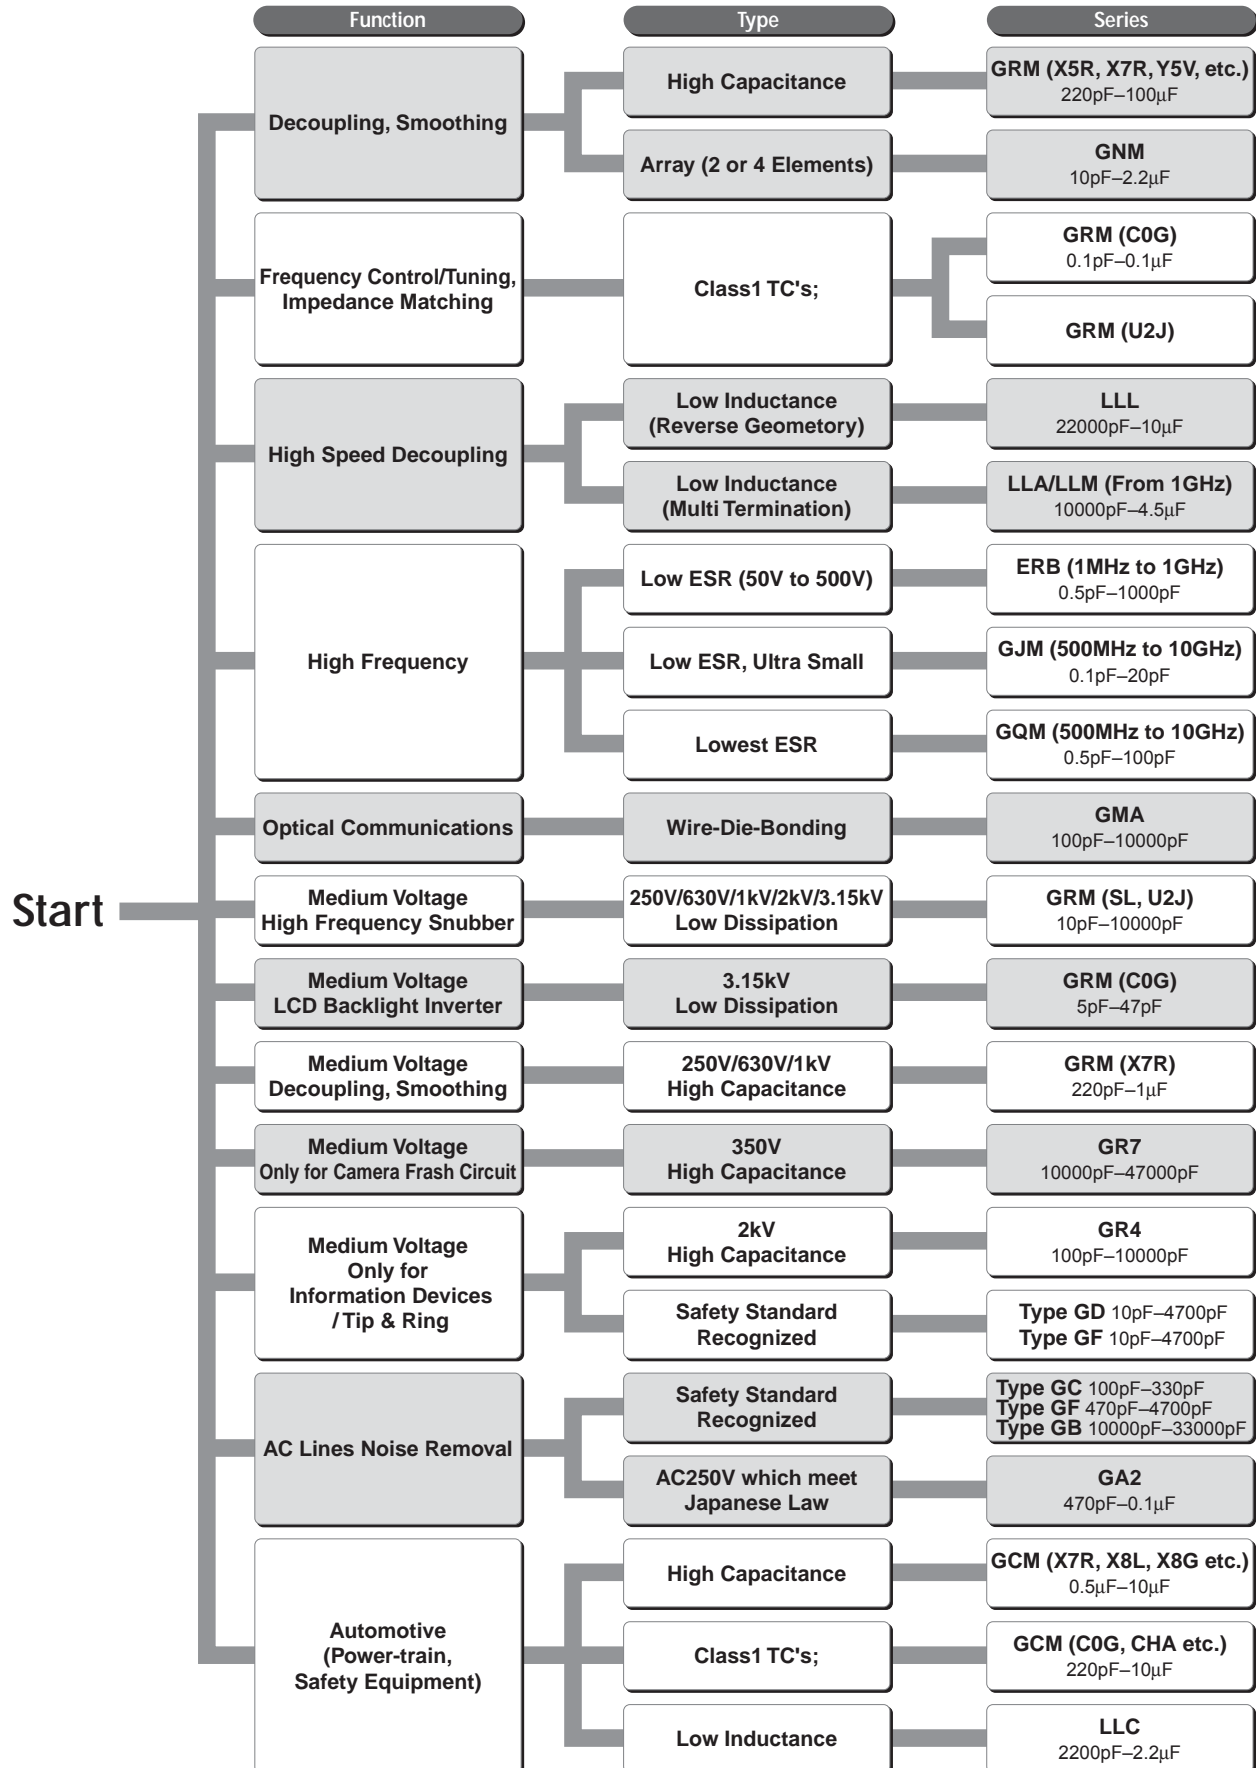 Function
Type
Series
Decoupling, Smoothing
High Capacitance
GRM (X5R, X7R, Y5V, etc.)
220pF–100μF
Array (2 or 4 Elements)
GNM
10pF–2.2μF
Frequency Control/Tuning,
Impedance Matching
Class1 TC's;
GRM (C0G)
0.1pF–0.1μF
GRM (U2J)
High Speed Decoupling
Low Inductance
(Reverse Geometory)
LLL
22000pF–10μF
Low Inductance
(Multi Termination)
LLA/LLM (From 1GHz)
10000pF–4.5μF
High Frequency
Low ESR (50V to 500V)
ERB (1MHz to 1GHz)
0.5pF–1000pF
Low ESR, Ultra Small
GJM (500MHz to 10GHz)
0.1pF–20pF
Lowest ESR
GQM (500MHz to 10GHz)
0.5pF–100pF
Optical Communications
Wire-Die-Bonding
GMA
100pF–10000pF
Start
Medium Voltage
High Frequency Snubber
250V/630V/1kV/2kV/3.15kV
Low Dissipation
GRM (SL, U2J)
10pF–10000pF
Medium Voltage
LCD Backlight Inverter
3.15kV
Low Dissipation
GRM (C0G)
5pF–47pF
Medium Voltage
Decoupling, Smoothing
250V/630V/1kV
High Capacitance
GRM (X7R)
220pF–1μF
Medium Voltage
Only for Camera Frash Circuit
350V
High Capacitance
GR7
10000pF–47000pF
Medium Voltage
Only for
Information Devices
/ Tip & Ring
2kV
High Capacitance
GR4
100pF–10000pF
Safety Standard
Recognized
Type GD 10pF–4700pF
Type GF 10pF–4700pF
AC Lines Noise Removal
Safety Standard
Recognized
Type GC 100pF–330pF
Type GF 470pF–4700pF
Type GB 10000pF–33000pF
AC250V which meet
Japanese Law
GA2
470pF–0.1μF
Automotive
(Power-train,
Safety Equipment)
High Capacitance
GCM (X7R, X8L, X8G etc.)
0.5μF–10μF
Class1 TC's;
GCM (C0G, CHA etc.)
220pF–10μF
Low Inductance
LLC
2200pF–2.2μF